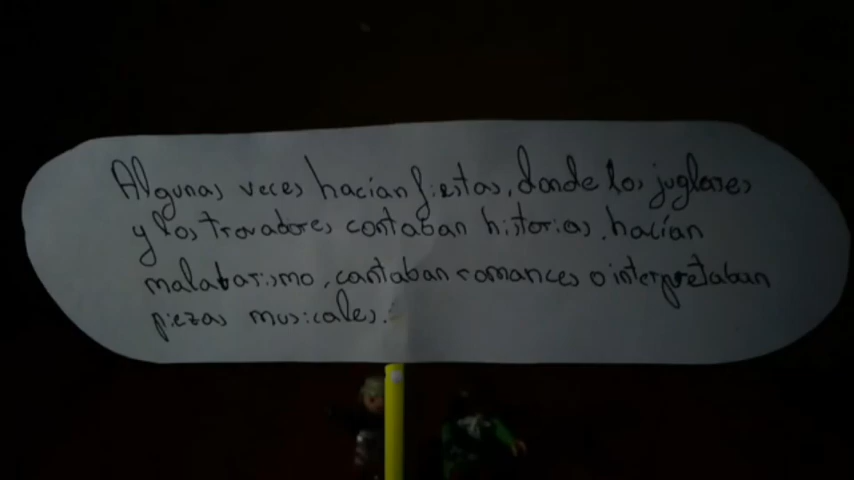 Algunas veces hacían fiestas, donde los juglares
y los trovadores contaban historias, hacían
malabarismo, cantaban romances o interpretaban
piezas musicales.